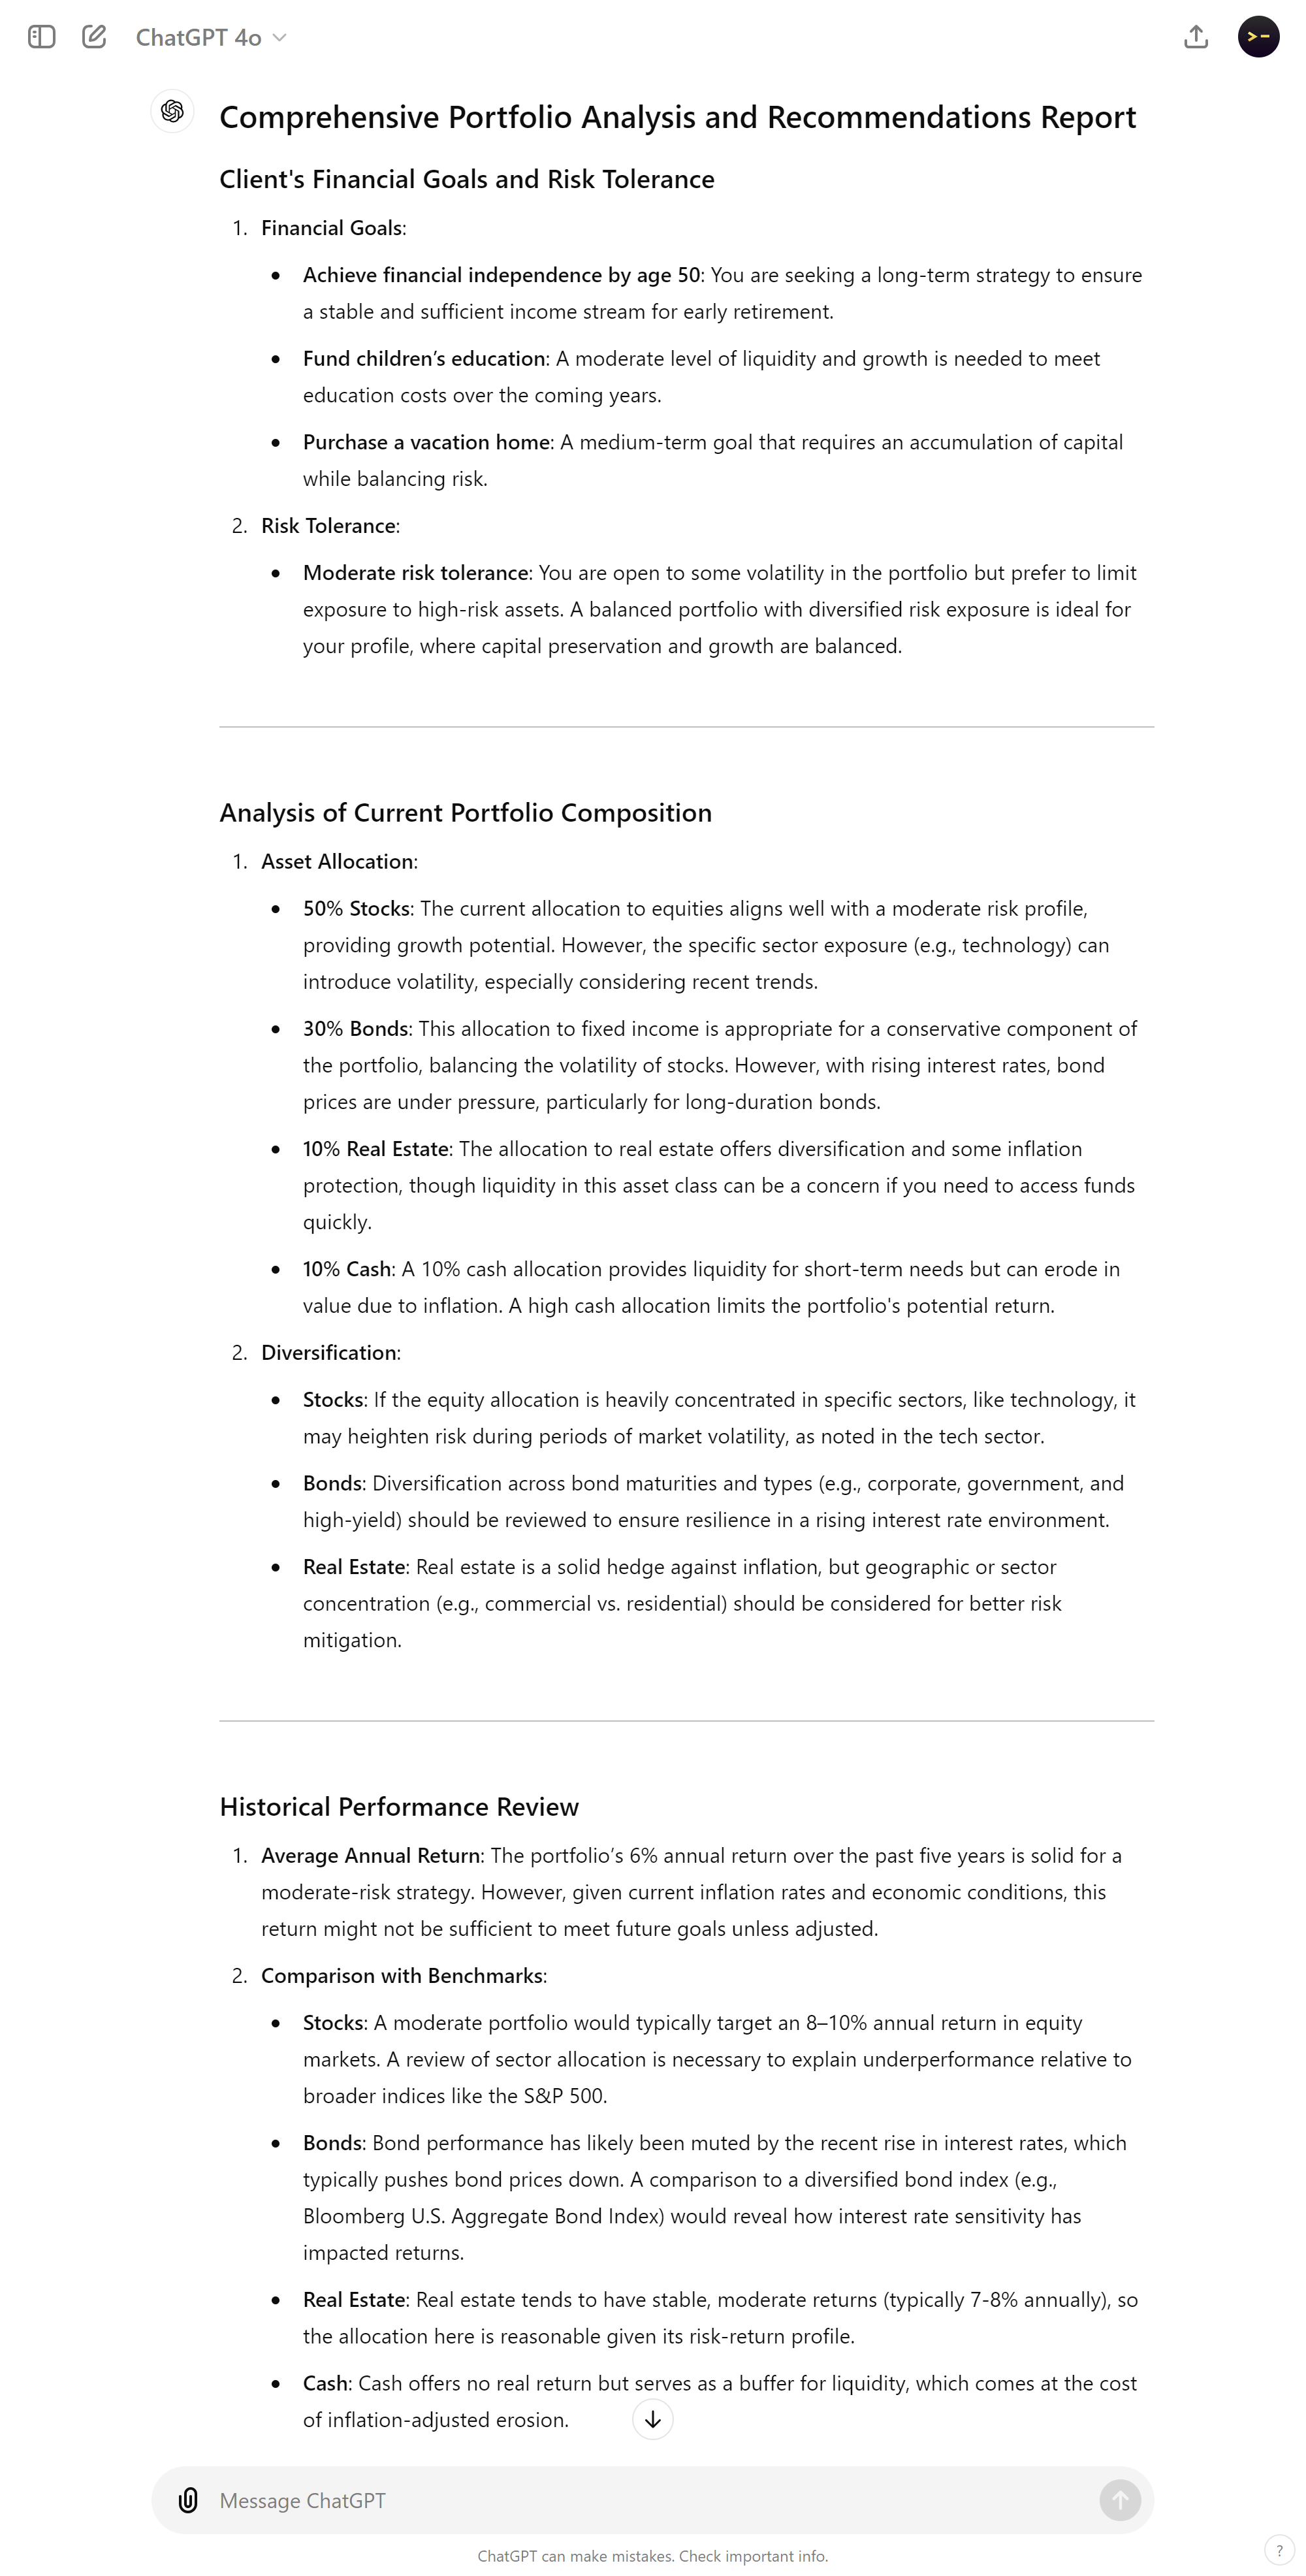 ChatGPT 4o
Comprehensive Portfolio Analysis and Recommendations Report
Client's Financial Goals and Risk Tolerance
1. Financial Goals:
• Achieve financial independence by age 50: You are seeking a long-term strategy to ensure
a stable and sufficient income stream for early retirement.
• Fund children’s education: A moderate level of liquidity and growth is needed to meet
education costs over the coming years.
• Purchase a vacation home: A medium-term goal that requires an accumulation of capital
while balancing risk.
2. Risk Tolerance:
• Moderate risk tolerance: You are open to some volatility in the portfolio but prefer to limit
exposure to high-risk assets. A balanced portfolio with diversified risk exposure is ideal for
your profile, where capital preservation and growth are balanced.
Analysis of Current Portfolio Composition
1. Asset Allocation:
• 50% Stocks: The current allocation to equities aligns well with a moderate risk profile,
providing growth potential. However, the specific sector exposure (e.g., technology) can
introduce volatility, especially considering recent trends.
• 30% Bonds: This allocation to fixed income is appropriate for a conservative component of
the portfolio, balancing the volatility of stocks. However, with rising interest rates, bond
prices are under pressure, particularly for long-duration bonds.
• 10% Real Estate: The allocation to real estate offers diversification and some inflation
protection, though liquidity in this asset class can be a concern if you need to access funds
quickly.
• 10% Cash: A 10% cash allocation provides liquidity for short-term needs but can erode in
value due to inflation. A high cash allocation limits the portfolio's potential return.
2. Diversification:
• Stocks: If the equity allocation is heavily concentrated in specific sectors, like technology, it
may heighten risk during periods of market volatility, as noted in the tech sector.
• Bonds: Diversification across bond maturities and types (e.g., corporate, government, and
high-yield) should be reviewed to ensure resilience in a rising interest rate environment.
• Real Estate: Real estate is a solid hedge against inflation, but geographic or sector
concentration (e.g., commercial vs. residential) should be considered for better risk
mitigation.
Historical Performance Review
1. Average Annual Return: The portfolio’s 6% annual return over the past five years is solid for a
moderate-risk strategy. However, given current inflation rates and economic conditions, this
return might not be sufficient to meet future goals unless adjusted.
2. Comparison with Benchmarks:
• Stocks: A moderate portfolio would typically target an 8–10% annual return in equity
markets. A review of sector allocation is necessary to explain underperformance relative to
broader indices like the S&P 500.
• Bonds: Bond performance has likely been muted by the recent rise in interest rates, which
typically pushes bond prices down. A comparison to a diversified bond index (e.g.,
Bloomberg U.S. Aggregate Bond Index) would reveal how interest rate sensitivity has
impacted returns.
• Real Estate: Real estate tends to have stable, moderate returns (typically 7-8% annually), so
the allocation here is reasonable given its risk-return profile.
• Cash: Cash offers no real return but serves as a buffer for liquidity, which comes at the cost
of inflation-adjusted erosion.
Message ChatGPT
ChatGPT can make mistakes. Check important info.
?